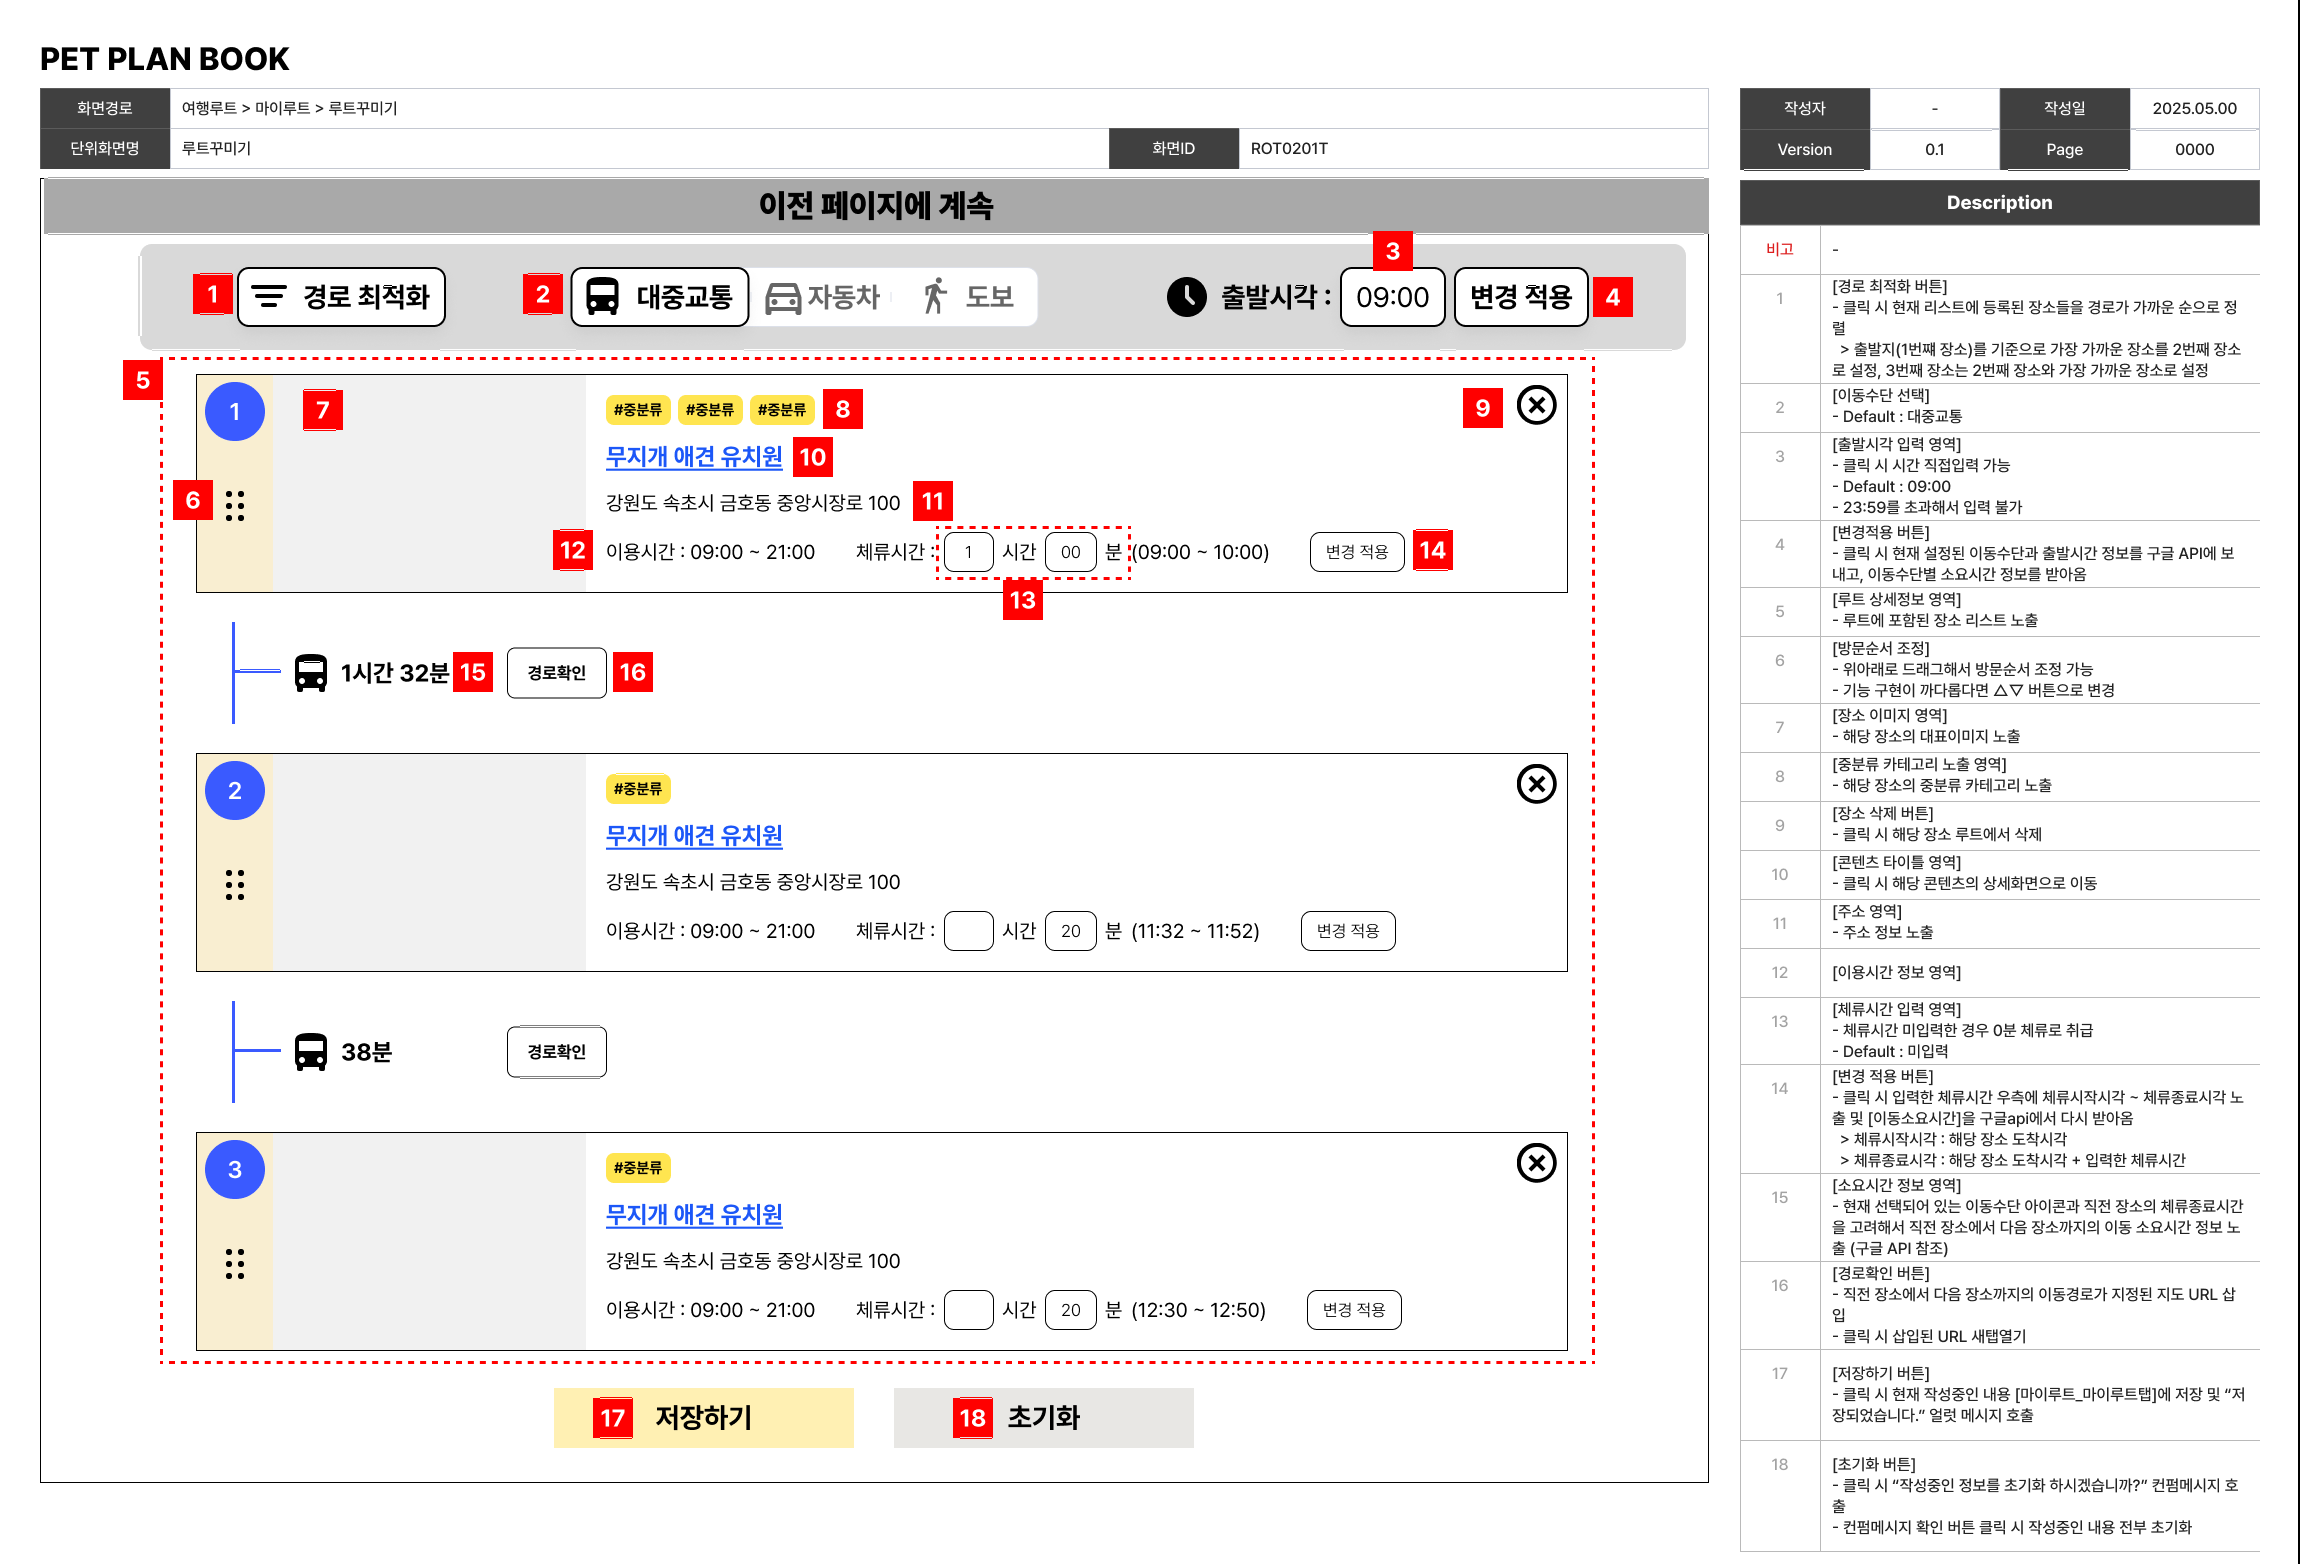 PET PLAN BOOK
화면경로 여행루트 > 마이루트 > 루트꾸미기
단위화면명 루트꾸미기 화면ID ROT0201T
작성자 - 작성일 2025.05.00
Version 0.1 Page 0000
이전 페이지에 계속
1 경로 최적화 2 대중교통 자동차 도보 출발시각 : 3 09:00 변경 적용 4
5
1 7 #중분류 #중분류 #중분류 8 9
무지개 애견 유치원 10
6 강원도 속초시 금호동 중앙시장로 100 11
12 이용시간 : 09:00 ~ 21:00 체류시간 : 1 시간 00 분 (09:00 ~ 10:00) 변경 적용 14
13
1시간 32분 15 경로확인 16
2 #중분류
무지개 애견 유치원
강원도 속초시 금호동 중앙시장로 100
이용시간 : 09:00 ~ 21:00 체류시간 : 시간 20 분 (11:32 ~ 11:52) 변경 적용
38분 경로확인
3 #중분류
무지개 애견 유치원
강원도 속초시 금호동 중앙시장로 100
이용시간 : 09:00 ~ 21:00 체류시간 : 시간 20 분 (12:30 ~ 12:50) 변경 적용
17 저장하기 18 초기화
Description
비고 -
1 [경로 최적화 버튼]
- 클릭 시 현재 리스트에 등록된 장소들을 경로가 가까운 순으로 정
렬
> 출발지(1번쨰 장소)를 기준으로 가장 가까운 장소를 2번째 장소
로 설정, 3번째 장소는 2번째 장소와 가장 가까운 장소로 설정
2 [이동수단 선택]
- Default : 대중교통
3 [출발시각 입력 영역]
- 클릭 시 시간 직접입력 가능
- Default : 09:00
- 23:59를 초과해서 입력 불가
4 [변경적용 버튼]
- 클릭 시 현재 설정된 이동수단과 출발시간 정보를 구글 API에 보
내고, 이동수단별 소요시간 정보를 받아옴
5 [루트 상세정보 영역]
- 루트에 포함된 장소 리스트 노출
6 [방문순서 조정]
- 위아래로 드래그해서 방문순서 조정 가능
- 기능 구현이 까다롭다면 △▽ 버튼으로 변경
7 [장소 이미지 영역]
- 해당 장소의 대표이미지 노출
8 [중분류 카테고리 노출 영역]
- 해당 장소의 중분류 카테고리 노출
9 [장소 삭제 버튼]
- 클릭 시 해당 장소 루트에서 삭제
10 [콘텐츠 타이틀 영역]
- 클릭 시 해당 콘텐츠의 상세화면으로 이동
11 [주소 영역]
- 주소 정보 노출
12 [이용시간 정보 영역]
13 [체류시간 입력 영역]
- 체류시간 미입력한 경우 0분 체류로 취급
- Default : 미입력
14 [변경 적용 버튼]
- 클릭 시 입력한 체류시간 우측에 체류시작시각 ~ 체류종료시각 노
출 및 [이동소요시간]을 구글api에서 다시 받아옴
> 체류시작시각 : 해당 장소 도착시각
> 체류종료시각 : 해당 장소 도착시각 + 입력한 체류시간
15 [소요시간 정보 영역]
- 현재 선택되어 있는 이동수단 아이콘과 직전 장소의 체류종료시간
을 고려해서 직전 장소에서 다음 장소까지의 이동 소요시간 정보 노
출 (구글 API 참조)
16 [경로확인 버튼]
- 직전 장소에서 다음 장소까지의 이동경로가 지정된 지도 URL 삽
입
- 클릭 시 삽입된 URL 새탭열기
17 [저장하기 버튼]
- 클릭 시 현재 작성중인 내용 [마이루트_마이루트탭]에 저장 및 “저
장되었습니다.” 얼럿 메시지 호출
18 [초기화 버튼]
- 클릭 시 “작성중인 정보를 초기화 하시겠습니까?” 컨펌메시지 호
출
- 컨펌메시지 확인 버튼 클릭 시 작성중인 내용 전부 초기화